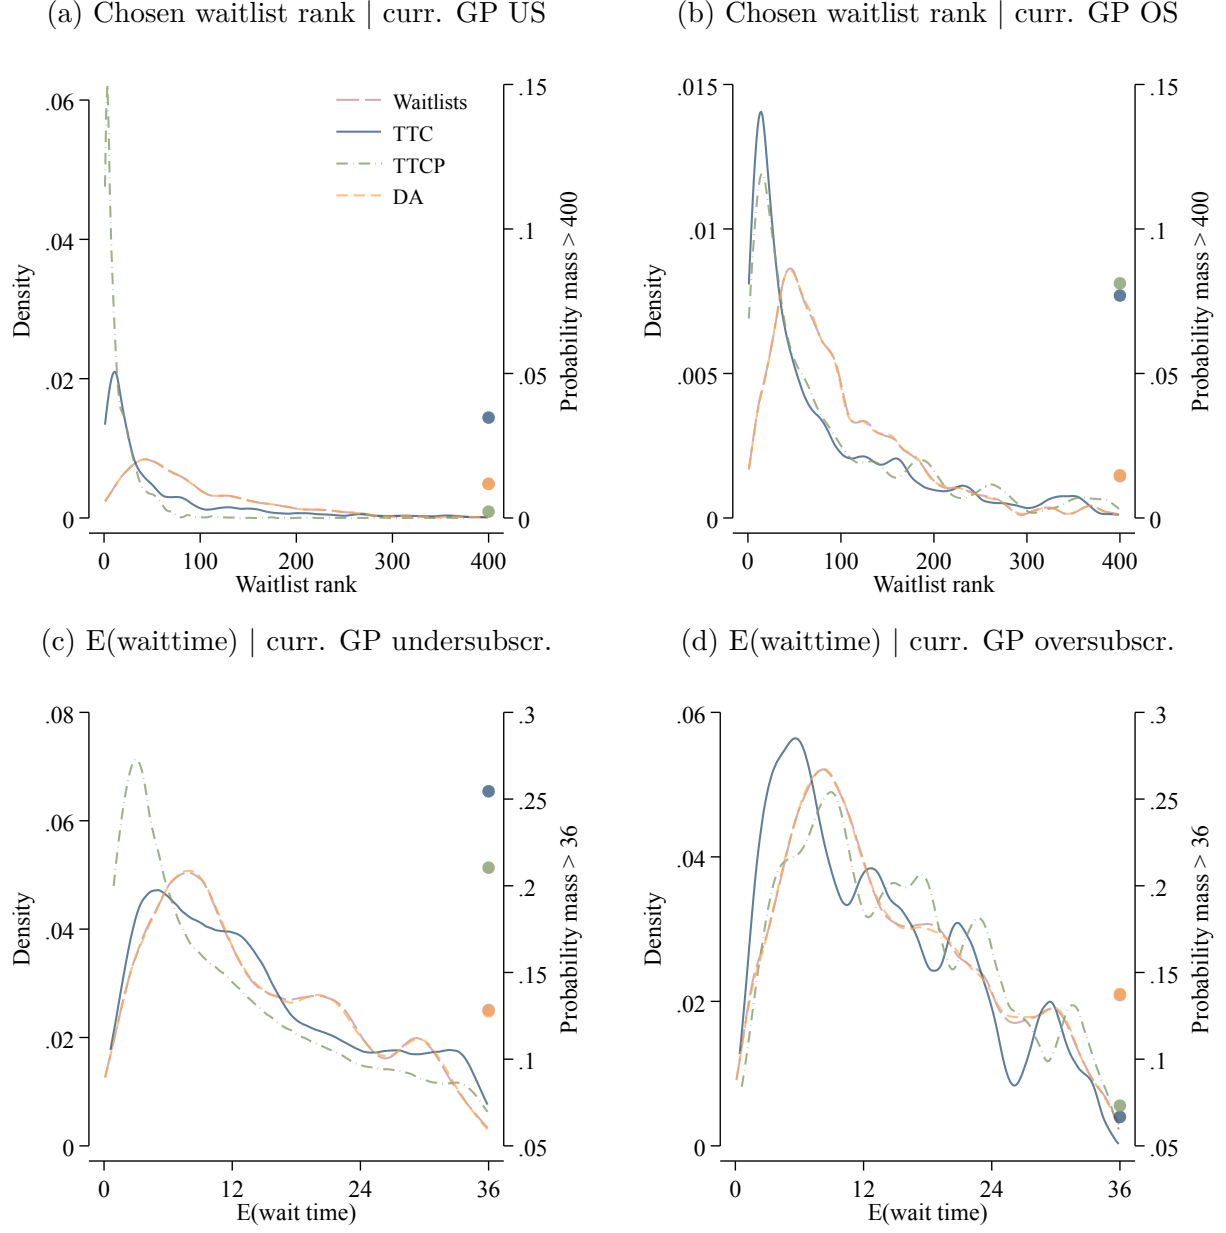 (a) Chosen waitlist rank | curr. GP US
.06
.04
.02
0
Density
.15
.1
.05
0
Probability mass > 400
Waitlists
TTC
TTCP
DA
0 100 200 300 400
Waitlist rank
(b) Chosen waitlist rank | curr. GP OS
.015
.01
.005
0
Density
.15
.1
.05
0
Probability mass > 400
0 100 200 300 400
Waitlist rank
(c) E(waittime) | curr. GP undersubscr.
.08
.06
.04
.02
0
Density
.3
.25
.2
.15
.1
.05
Probability mass > 36
0 12 24 36
E(wait time)
(d) E(waittime) | curr. GP oversubscr.
.06
.04
.02
0
Density
.3
.25
.2
.15
.1
.05
Probability mass > 36
0 12 24 36
E(wait time)